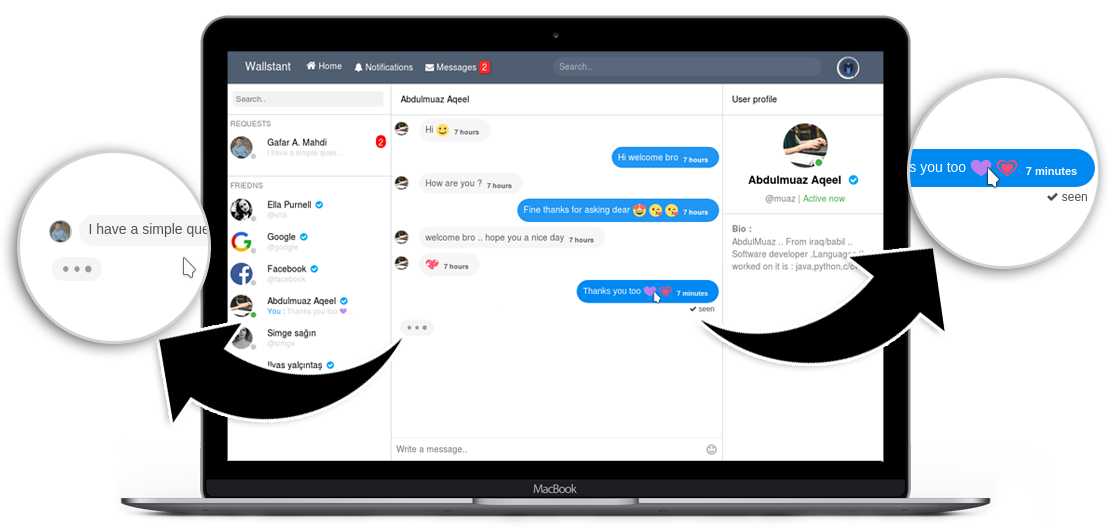 Wallstant
Home
Notifications
Messages 2
Search..
Search..
REQUESTS
Gafar A. Mahdi
2
I have a simple ques...
FRIEDNS
Ella Purnell
@ella
Google
@google
Facebook
@facebook
Abdulmuaz Aqeel
You : Thanks you too 💜..
Simge sağın
@simge
Ilyas yalçıntaş
Abdulmuaz Aqeel
Hi 🙂 7 hours
Hi welcome bro 7 hours
How are you ? 7 hours
Fine thanks for asking dear 😍😘😘 7 hours
welcome bro .. hope you a nice day 7 hours
💖 7 hours
Thanks you too 💜💗 7 minutes
seen
Write a message..
User profile
Abdulmuaz Aqeel
@muaz | Active now
Bio :
AbdulMuaz .. From iraq/babil ..
Software developer ,Languages
worked on it is : java,python,c/c
I have a simple que
s you too 💜💗 7 minutes
seen
MacBook